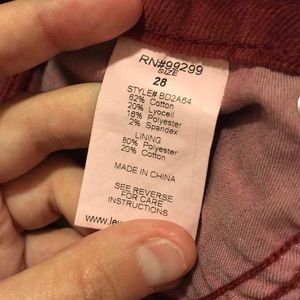 RN#99299
SIZE
28
STYLE# BD2A64
62% Cotton
20% Lyocell
16% Polyester
2% Spandex
LINING
80% Polyester
20% Cotton
MADE IN CHINA
SEE REVERSE
FOR CARE
INSTRUCTIONS